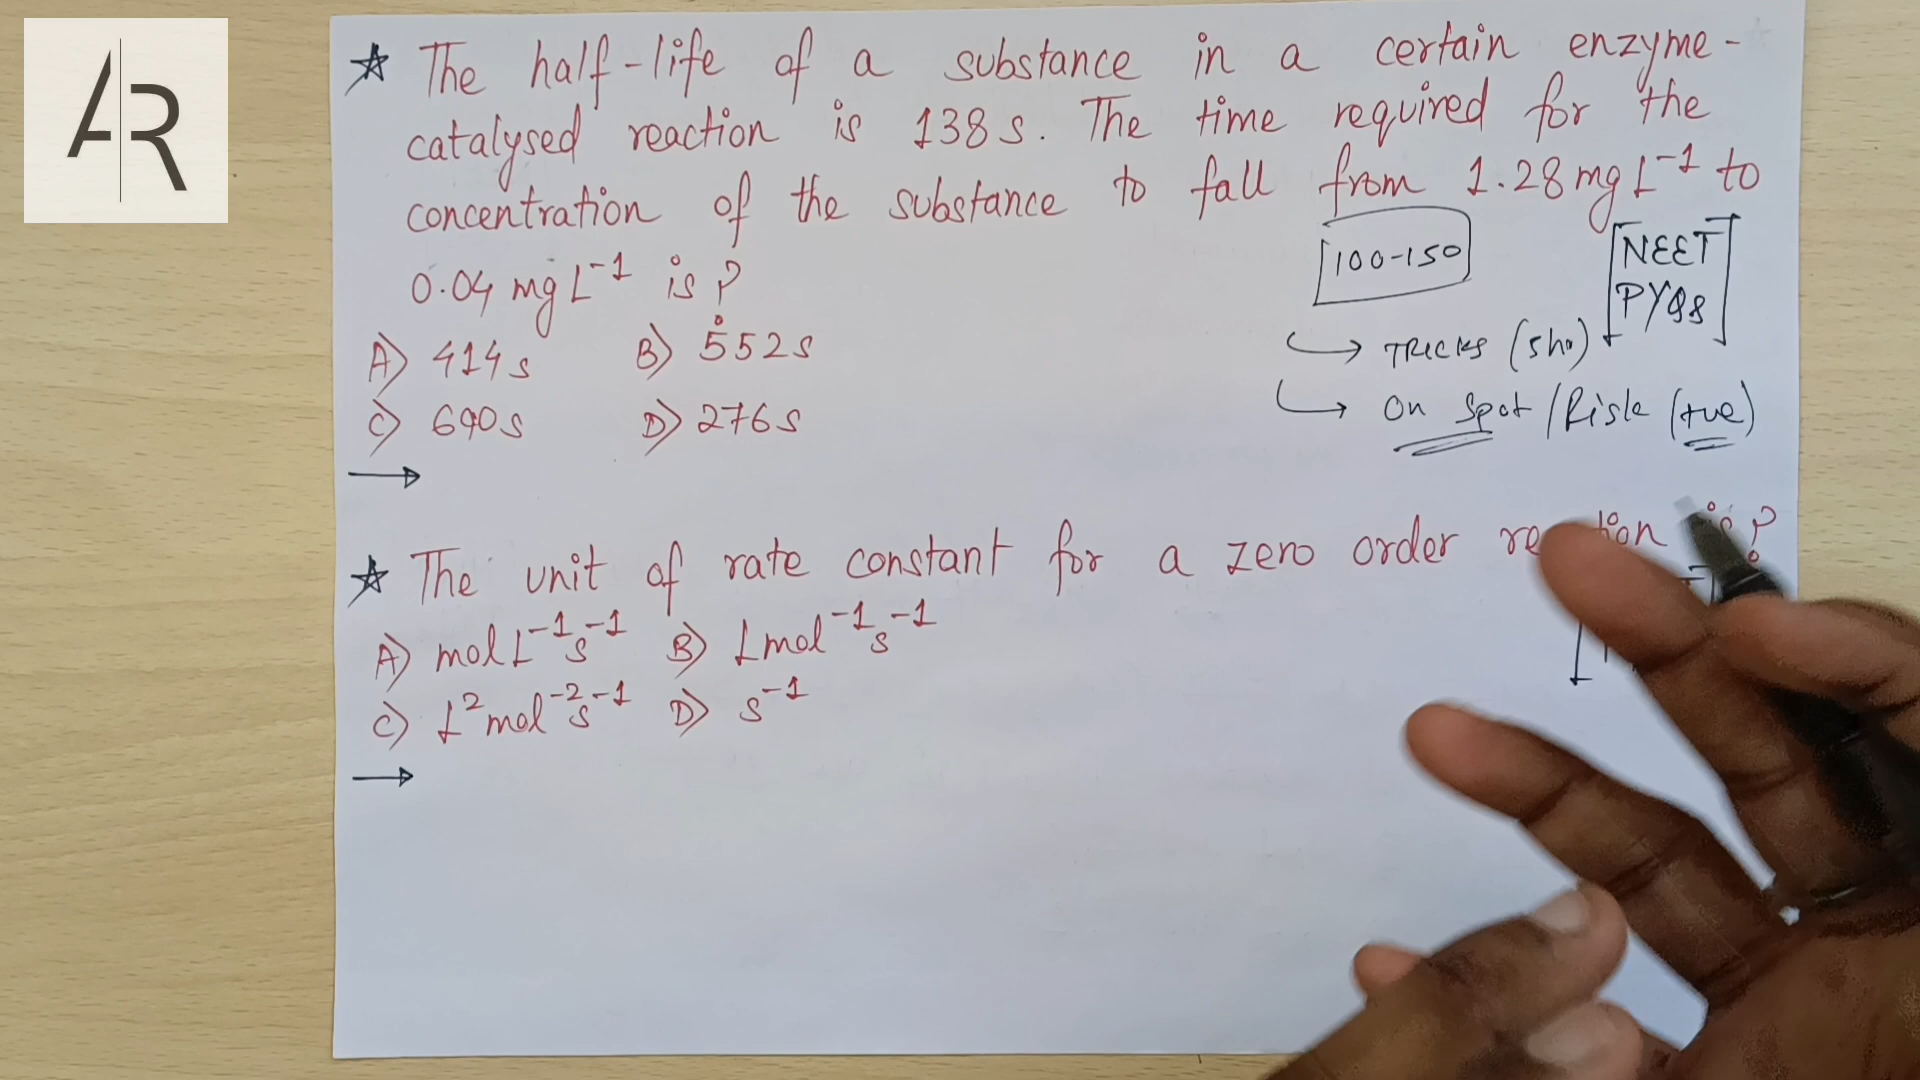 AR
★ The half-life of a substance in a certain enzyme-
catalysed reaction is 138 s. The time required for the
concentration of the substance to fall from 1.28 mg L⁻¹ to
0.04 mg L⁻¹ is ?
A) 414 s B) 552 s
C) 690 s D) 276 s
[100-150]
[NEET
PYQs]
↳ TRICKS
↳ On Spot / Risk (+ve)
→
★ The unit of rate constant for a zero order is ?
A) mol L⁻¹ s⁻¹ B) L mol⁻¹ s⁻¹
C) L² mol⁻² s⁻¹ D) s⁻¹
→